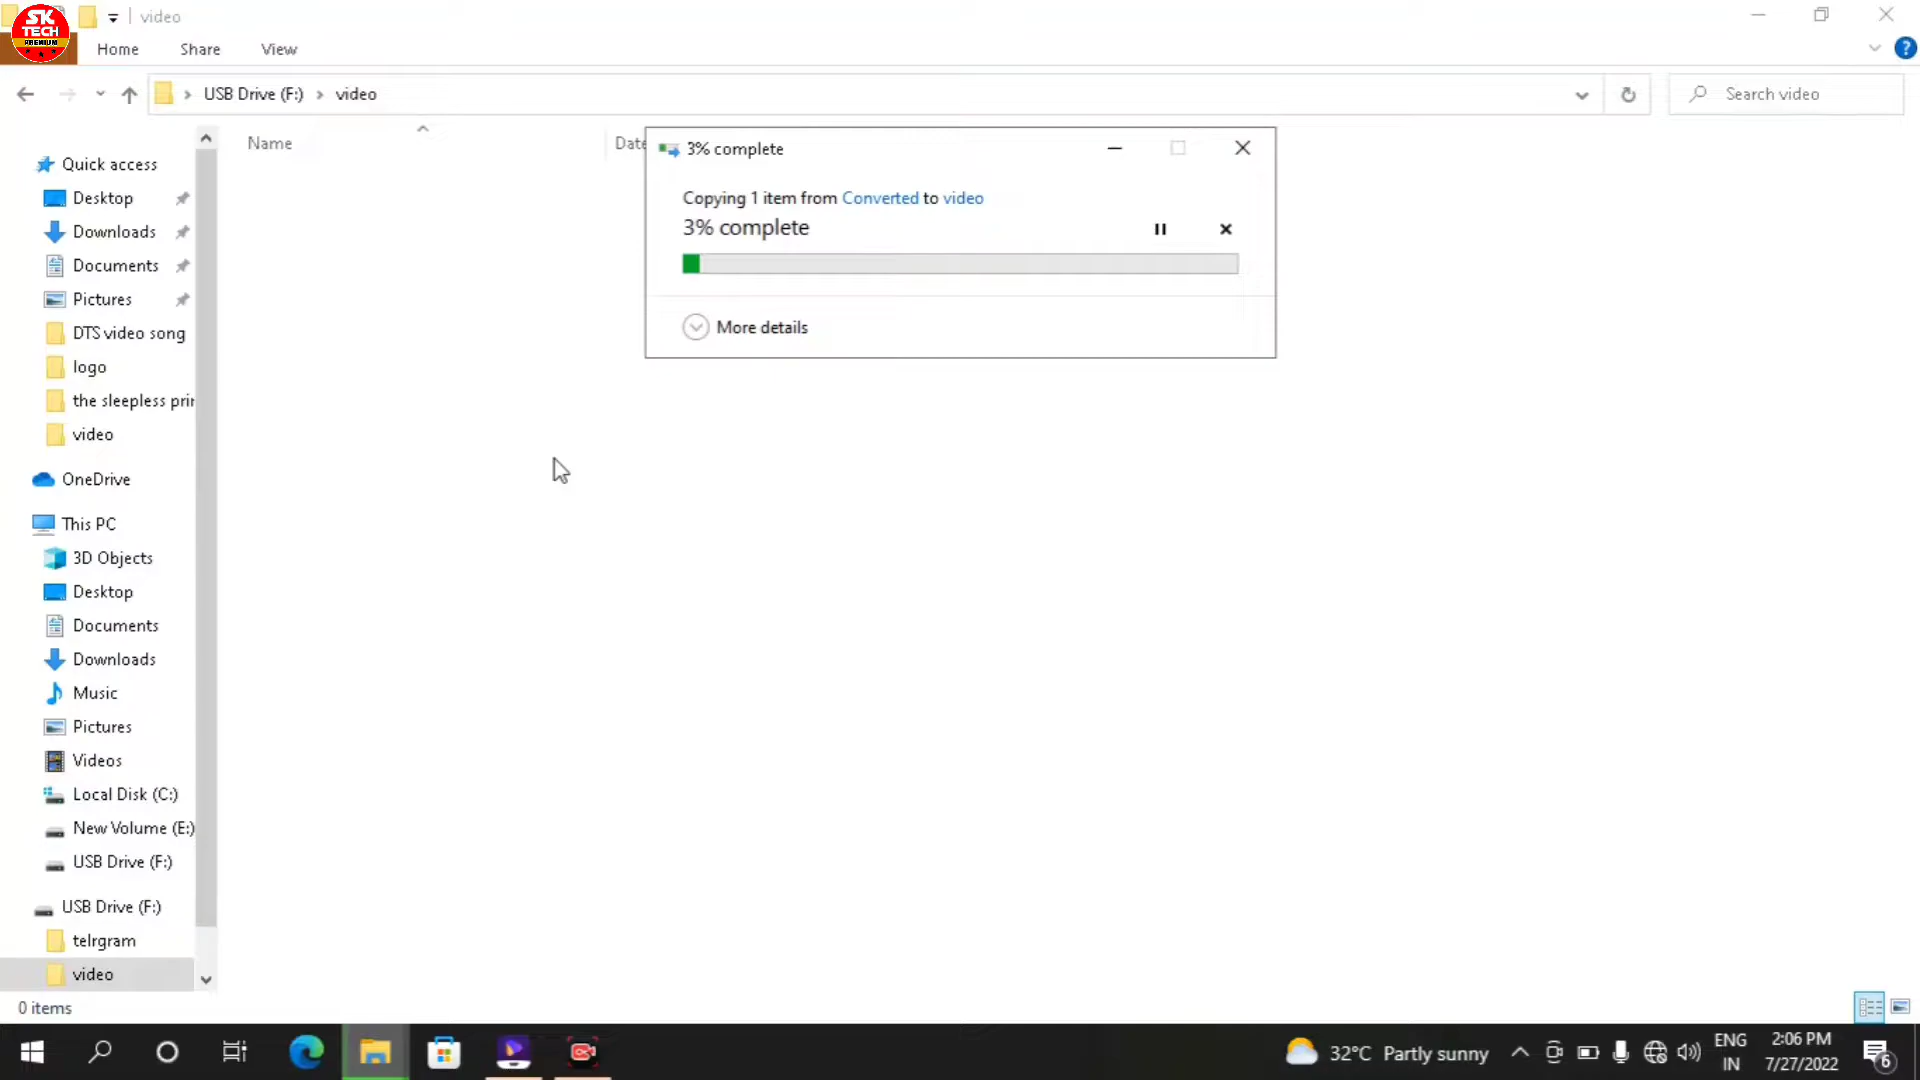 SK
TECH
PREMIUM
video
Home
Share
View
?
USB Drive (F:)
video
Search video
Name
Date
3% complete
Copying 1 item from Converted to video
3% complete
More details
Quick access
Desktop
Downloads
Documents
Pictures
DTS video song
logo
the sleepless prin
video
OneDrive
This PC
3D Objects
Desktop
Documents
Downloads
Music
Pictures
Videos
Local Disk (C:)
New Volume (E:)
USB Drive (F:)
USB Drive (F:)
telrgram
video
0 items
32°C Partly sunny
ENG
IN
2:06 PM
7/27/2022
6